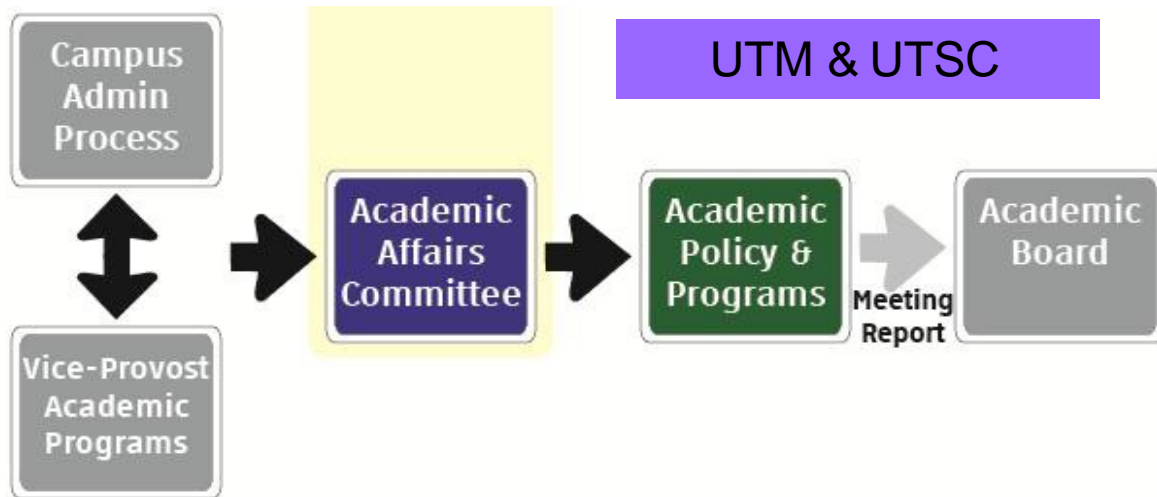 Campus
Admin
Process
UTM & UTSC
Academic
Affairs
Committee
Academic
Policy &
Programs
Meeting
Report
Academic
Board
Vice-Provost
Academic
Programs